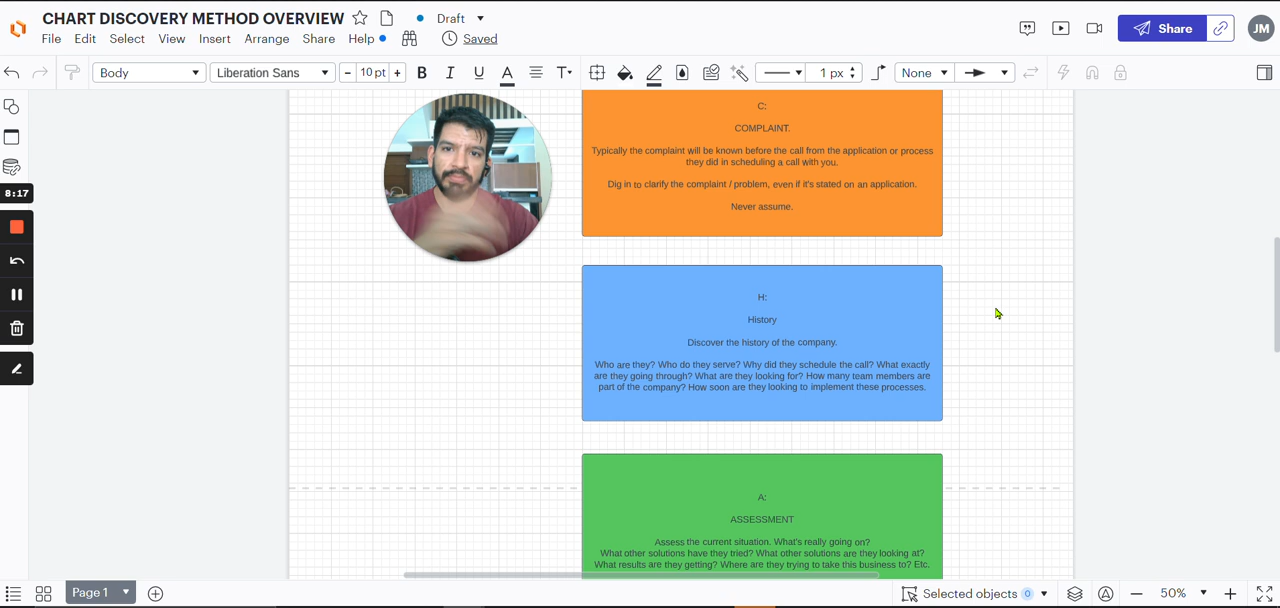 CHART DISCOVERY METHOD OVERVIEW
Draft
File Edit Select View Insert Arrange Share Help
Saved
Share
JM
Body
Liberation Sans
- 10 pt +
B I U A T
1 px
None
8:17
C:
COMPLAINT.
Typically the complaint will be known before the call from the application or process
they did in scheduling a call with you.
Dig in to clarify the complaint / problem, even if it's stated on an application.
Never assume.
H:
History
Discover the history of the company.
Who are they? Who do they serve? Why did they schedule the call? What exactly
are they going through? What are they looking for? How many team members are
part of the company? How soon are they looking to implement these processes.
A:
ASSESSMENT
Assess the current situation. What's really going on?
What other solutions have they tried? What other solutions are they looking at?
What results are they getting? Where are they trying to take this business to? Etc.
Page 1
Selected objects 0
50%